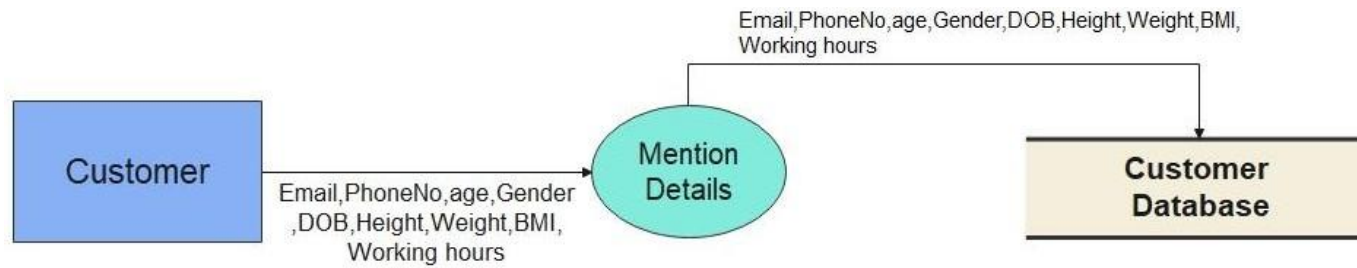 Email,PhoneNo,age,Gender,DOB,Height,Weight,BMI,
Working hours
Customer
Email,PhoneNo,age,Gender
,DOB,Height,Weight,BMI,
Working hours
Mention
Details
Customer
Database